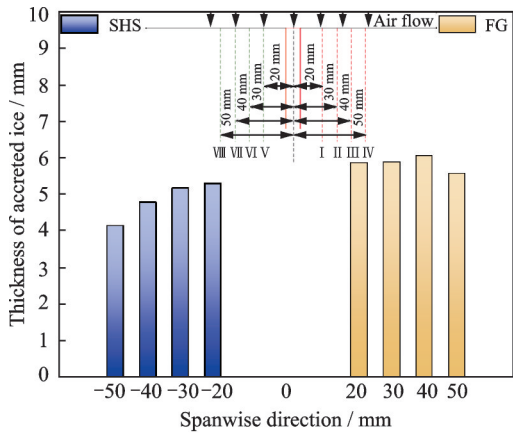 10
9
8
7
6
5
4
3
2
1
0
Thickness of accreted ice / mm
SHS
Air flow
FG
20 mm
30 mm
40 mm
50 mm
20 mm
30 mm
40 mm
50 mm
Ⅷ Ⅶ Ⅵ Ⅴ Ⅰ Ⅱ Ⅲ Ⅳ
−50 −40 −30 −20 0 20 30 40 50
Spanwise direction / mm